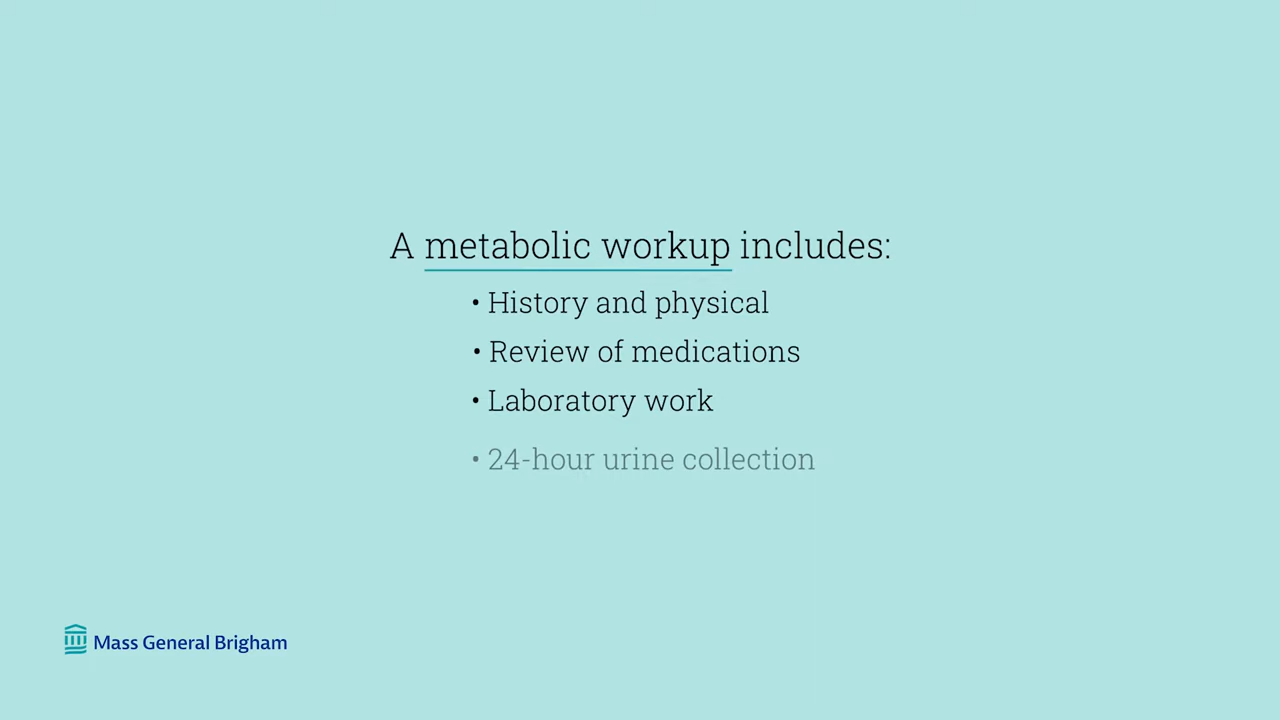 A metabolic workup includes:
• History and physical
• Review of medications
• Laboratory work
• 24-hour urine collection
Mass General Brigham